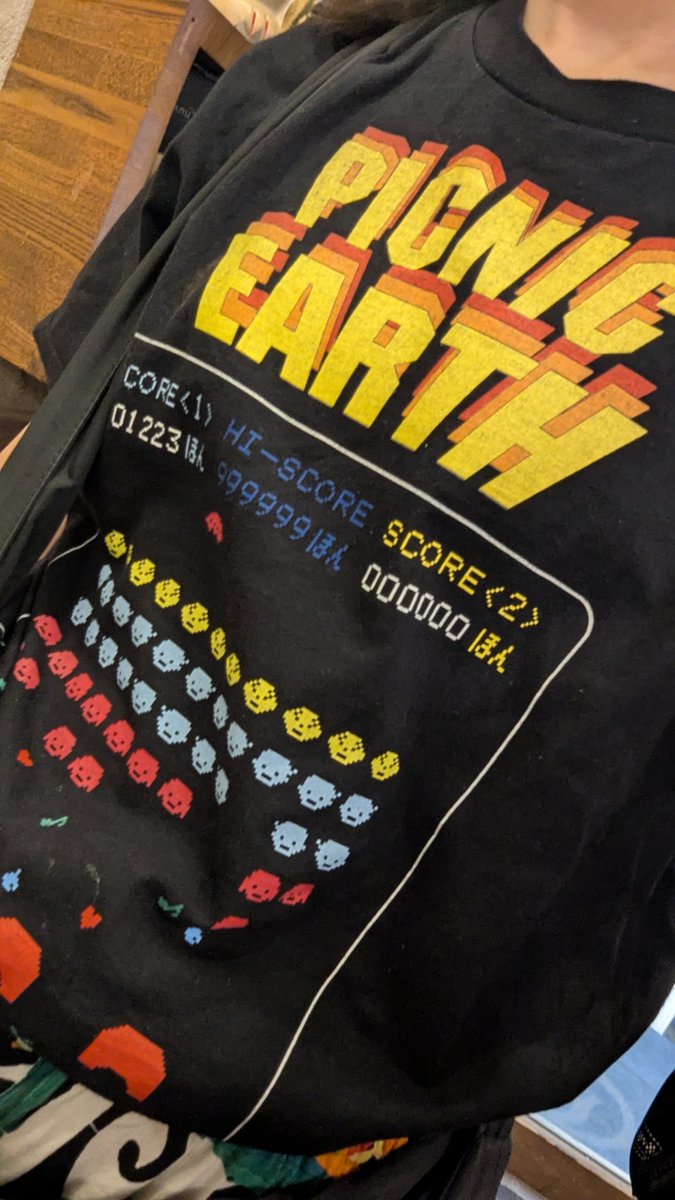 PICNIC
EARTH
CORE<1> HI-SCORE SCORE<2>
01223ほん 999999ほん 000000ほん